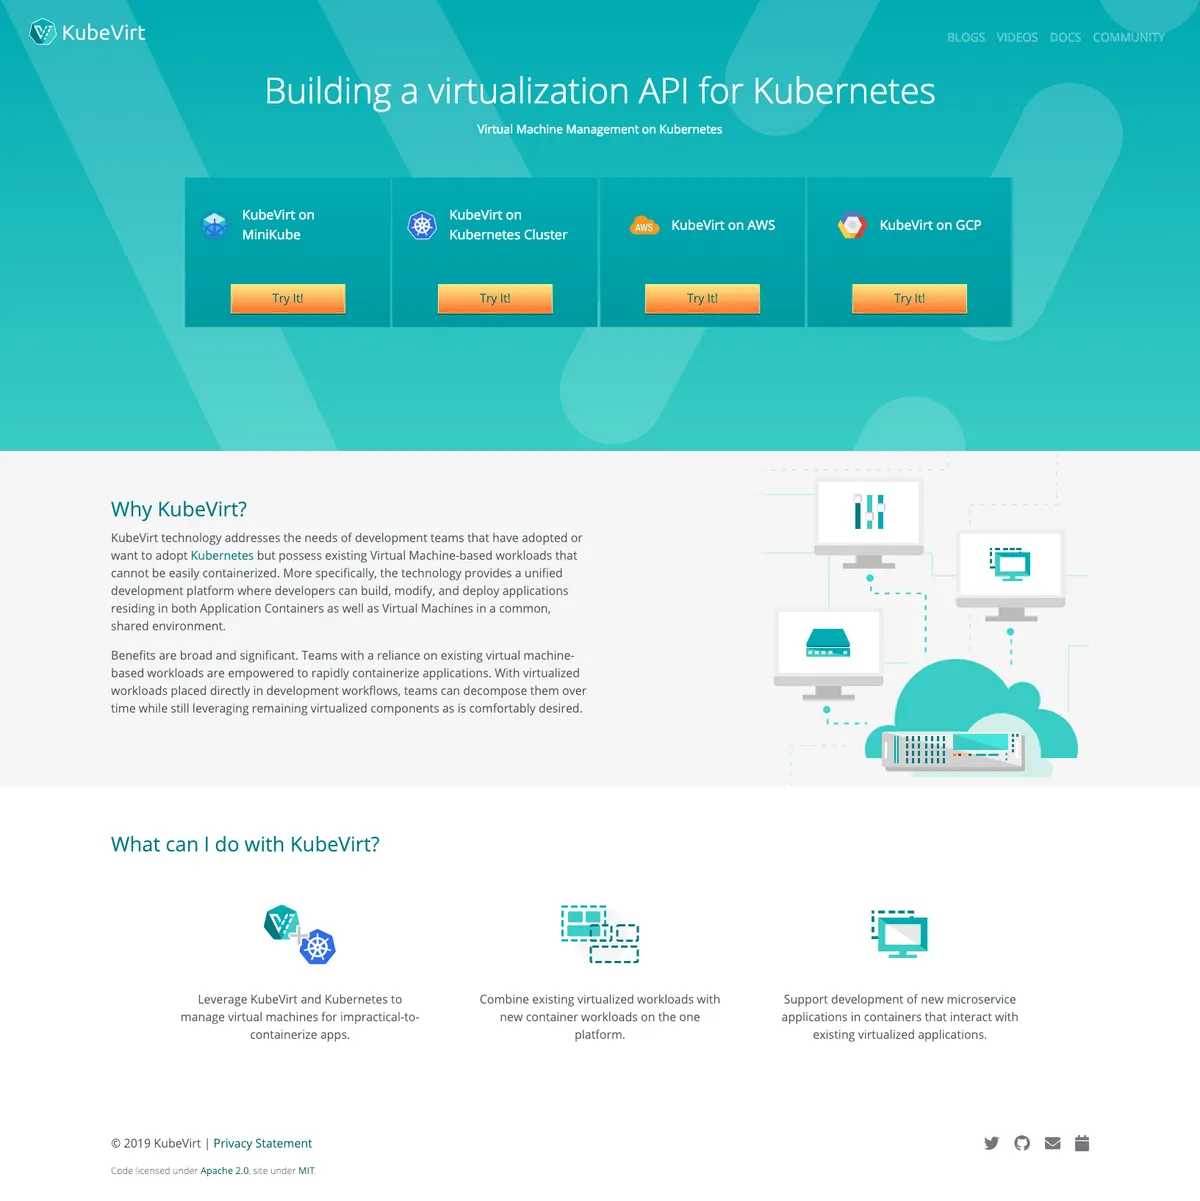 KubeVirt
BLOGS VIDEOS DOCS COMMUNITY
Building a virtualization API for Kubernetes
Virtual Machine Management on Kubernetes
KubeVirt on
MiniKube
Try It!
KubeVirt on
Kubernetes Cluster
Try It!
AWS
KubeVirt on AWS
Try It!
KubeVirt on GCP
Try It!
Why KubeVirt?
KubeVirt technology addresses the needs of development teams that have adopted or
want to adopt Kubernetes but possess existing Virtual Machine-based workloads that
cannot be easily containerized. More specifically, the technology provides a unified
development platform where developers can build, modify, and deploy applications
residing in both Application Containers as well as Virtual Machines in a common,
shared environment.
Benefits are broad and significant. Teams with a reliance on existing virtual machine-
based workloads are empowered to rapidly containerize applications. With virtualized
workloads placed directly in development workflows, teams can decompose them over
time while still leveraging remaining virtualized components as is comfortably desired.
What can I do with KubeVirt?
Leverage KubeVirt and Kubernetes to
manage virtual machines for impractical-to-
containerize apps.
Combine existing virtualized workloads with
new container workloads on the one
platform.
Support development of new microservice
applications in containers that interact with
existing virtualized applications.
© 2019 KubeVirt | Privacy Statement
Code licensed under Apache 2.0, site under MIT.